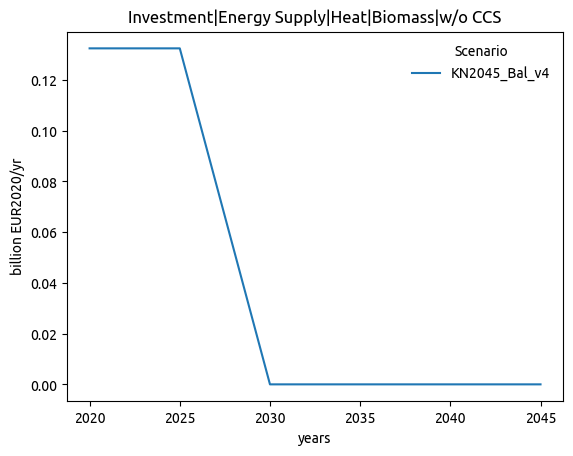 Investment|Energy Supply|Heat|Biomass|w/o CCS
Scenario
KN2045_Bal_v4
billion EUR2020/yr
0.12
0.10
0.08
0.06
0.04
0.02
0.00
2020 2025 2030 2035 2040 2045
years